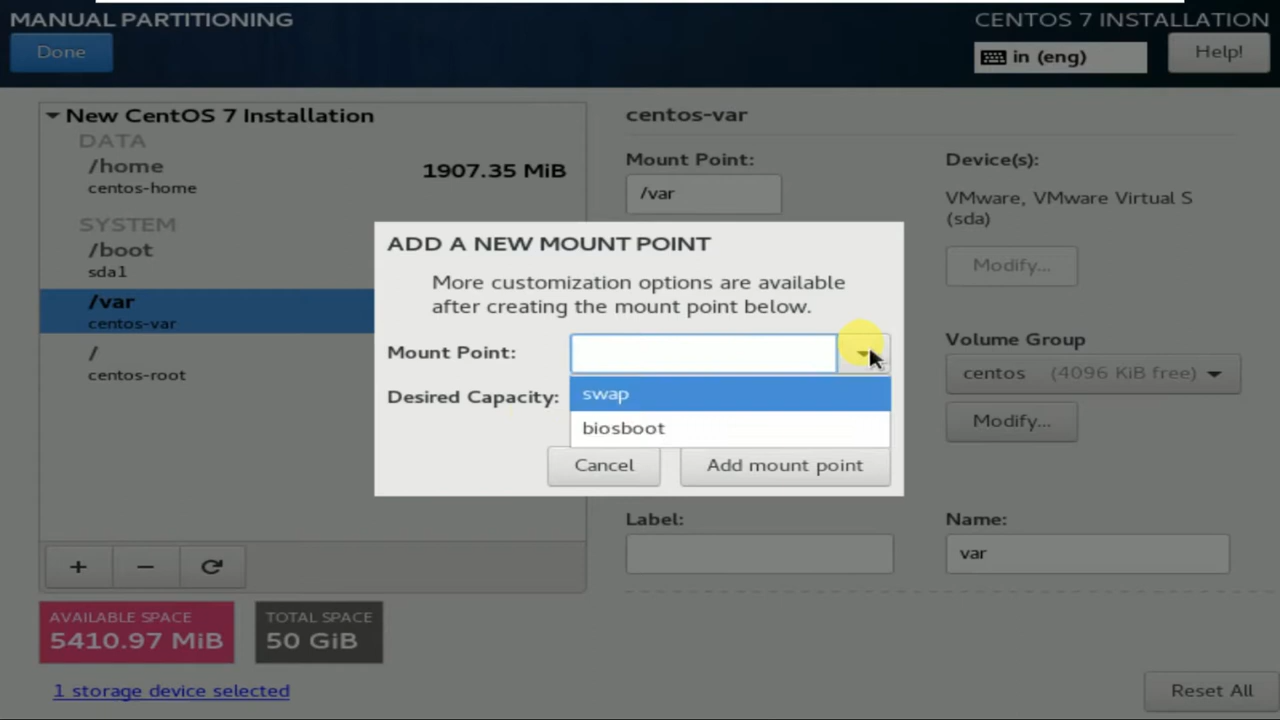 MANUAL PARTITIONING
CENTOS 7 INSTALLATION
Done
in (eng)
Help!
New CentOS 7 Installation
DATA
/home
1907.35 MiB
centos-home
SYSTEM
/boot
sda1
/var
centos-var
/
centos-root
centos-var
Mount Point:
Device(s):
/var
VMware, VMware Virtual S
(sda)
Modify...
ADD A NEW MOUNT POINT
More customization options are available
after creating the mount point below.
Mount Point:
Desired Capacity:
swap
biosboot
Cancel
Add mount point
Volume Group
centos (4096 KiB free)
Modify...
Label:
Name:
var
+ −
AVAILABLE SPACE
5410.97 MiB
TOTAL SPACE
50 GiB
1 storage device selected
Reset All